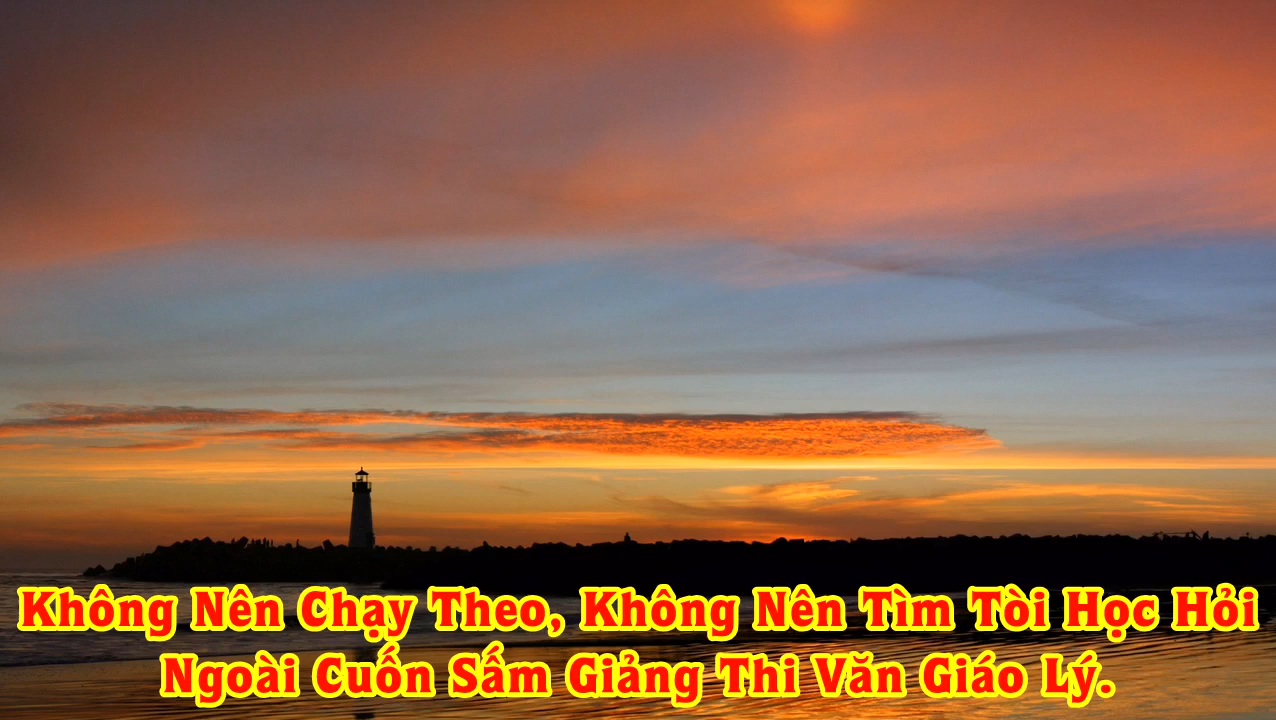 Không Nên Chạy Theo, Không Nên Tìm Tòi Học Hỏi
Ngoài Cuốn Sấm Giảng Thi Văn Giáo Lý.